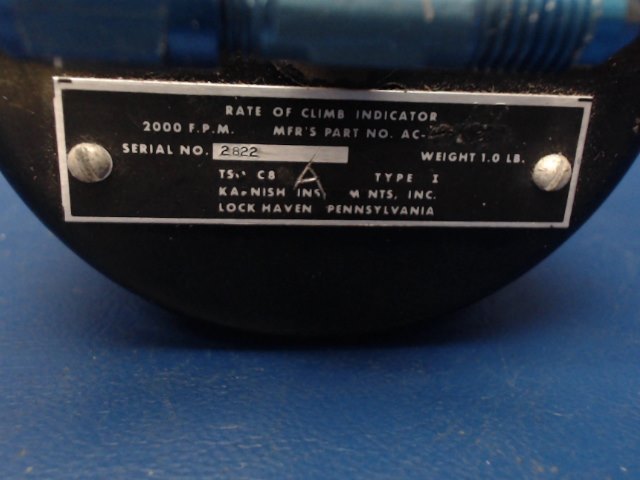 RATE OF CLIMB INDICATOR
2000 F.P.M. MFR'S PART NO. AC-
SERIAL NO. 2822 WEIGHT 1.0 LB.
C8 A TYPE I
INC.
LOCK HAVEN PENNSYLVANIA